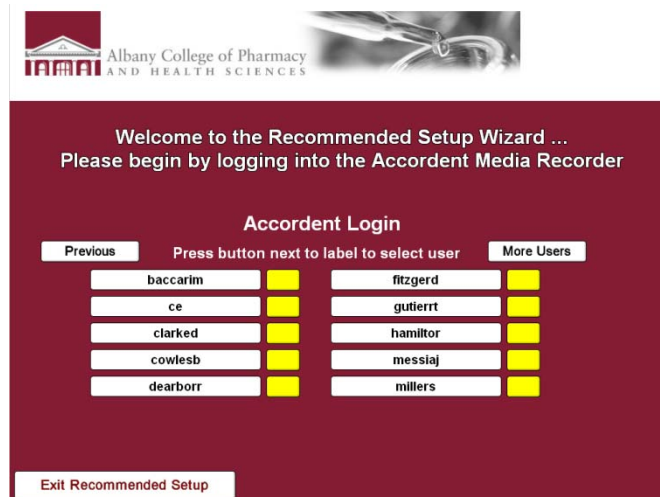 Albany College of Pharmacy
AND HEALTH SCIENCES
Welcome to the Recommended Setup Wizard ...
Please begin by logging into the Accordent Media Recorder
Accordent Login
Previous
Press button next to label to select user
More Users
baccarim
fitzgerd
ce
gutierrt
clarked
hamiltor
cowlesb
messiaj
dearborr
millers
Exit Recommended Setup